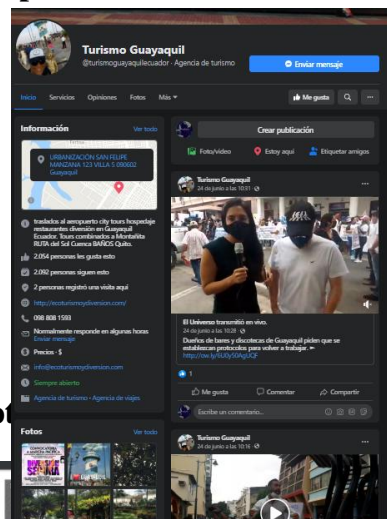 Turismo Guayaquil
@turismoguayaquilecuador · Agencia de turismo
Enviar mensaje
Inicio Servicios Opiniones Fotos Más
Me gusta
Información Ver todo
URBANIZACIÓN SAN FELIPE
MANZANA 123 VILLA 5 090602
Guayaquil
traslados al aeropuerto city tours hospedaje
restaurantes diversión en Guayaquil
Ecuador. Tours combinados a Montañita
RUTA del Sol Cuenca BAÑOS Quito.
2.054 personas les gusta esto
2.092 personas siguen esto
2 personas registró una visita aquí
http://ecoturismoydiversion.com/
098 808 1593
Normalmente responde en algunas horas
Enviar mensaje
Precios · $
info@ecoturismoydiversion.com
Siempre abierto
Agencia de turismo · Agencia de viajes
Fotos Ver todo
Crear publicación
Foto/video Estoy aquí Etiquetar amigos
Turismo Guayaquil
24 de junio a las 10:31
El Universo transmitió en vivo.
24 de junio a las 10:28
Dueños de bares y discotecas de Guayaquil piden que se
establezcan protocolos para volver a trabajar.
1
Me gusta Comentar Compartir
Escribe un comentario...
Turismo Guayaquil
24 de junio a las 10:16